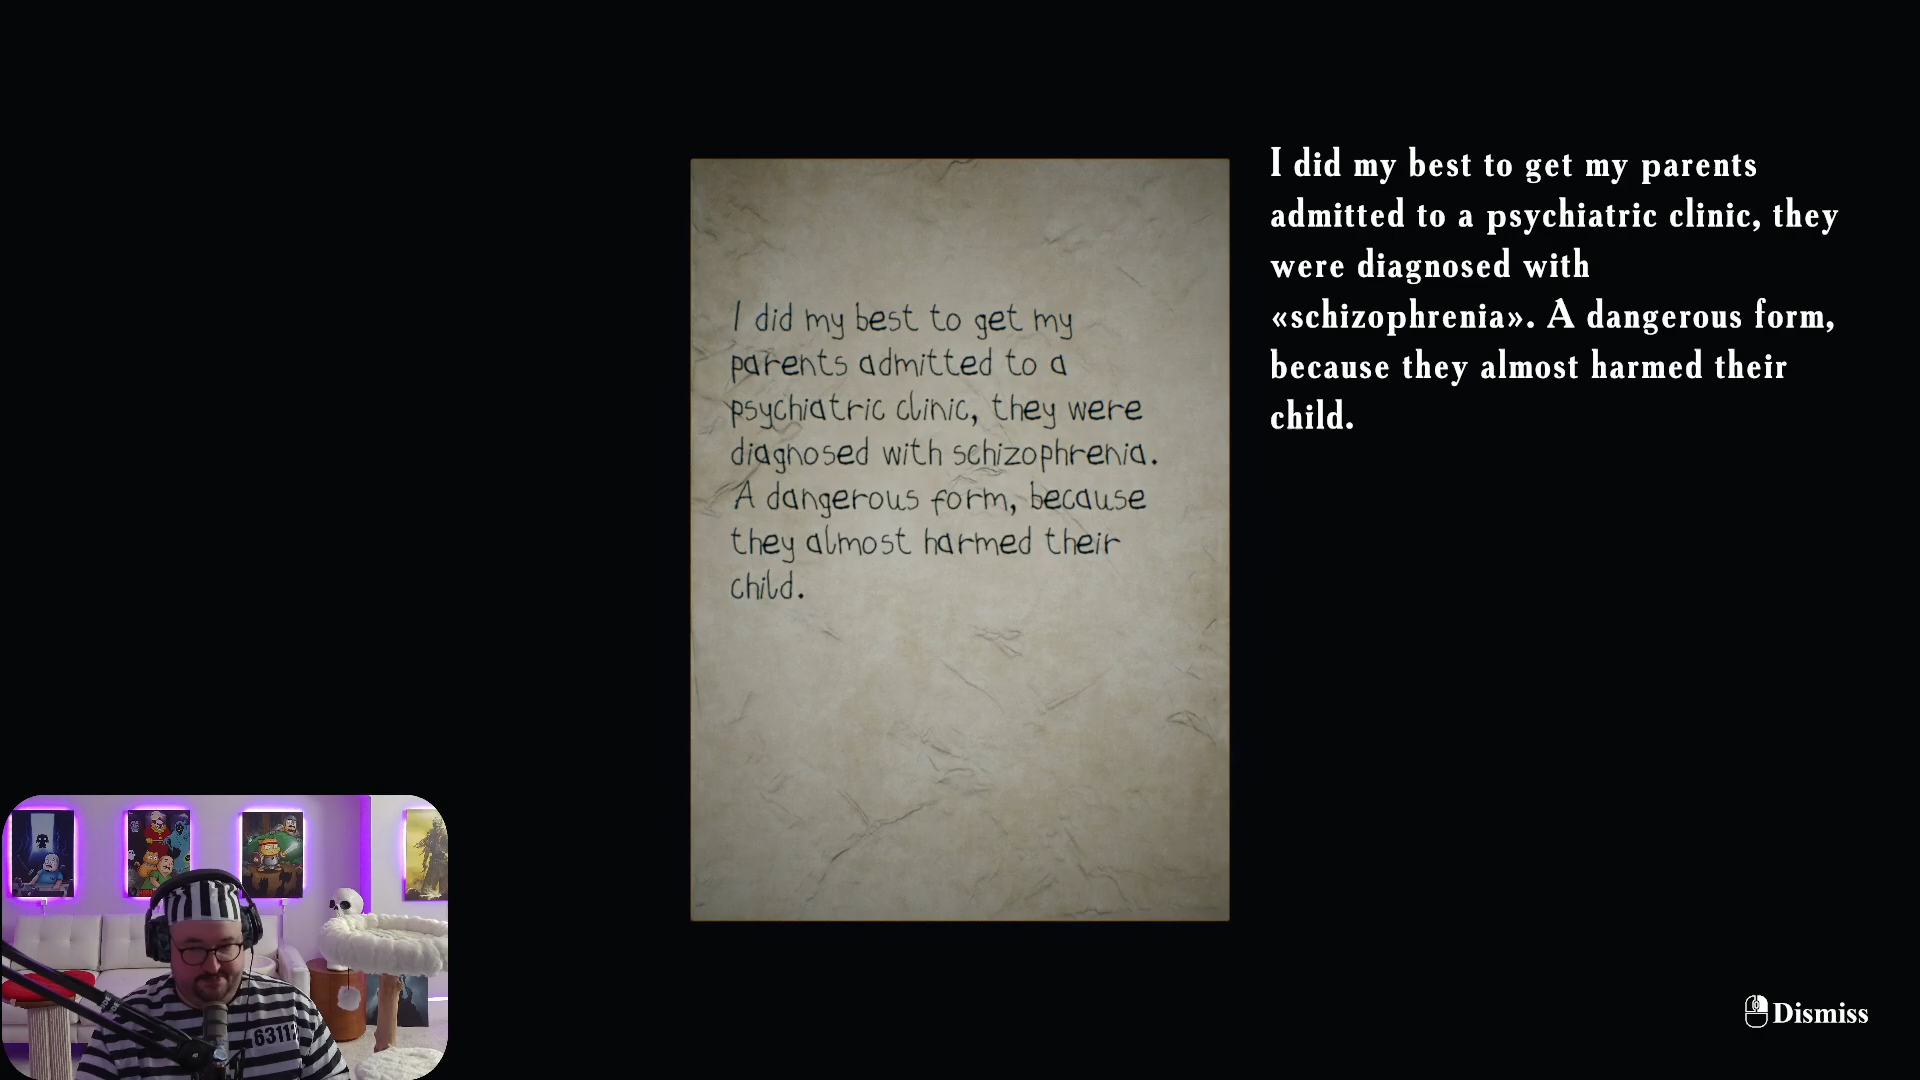 I did my best to get my
parents admitted to a
psychiatric clinic, they were
diagnosed with schizophrenia.
A dangerous form, because
they almost harmed their
child.
I did my best to get my parents
admitted to a psychiatric clinic, they
were diagnosed with
«schizophrenia». A dangerous form,
because they almost harmed their
child.
Dismiss